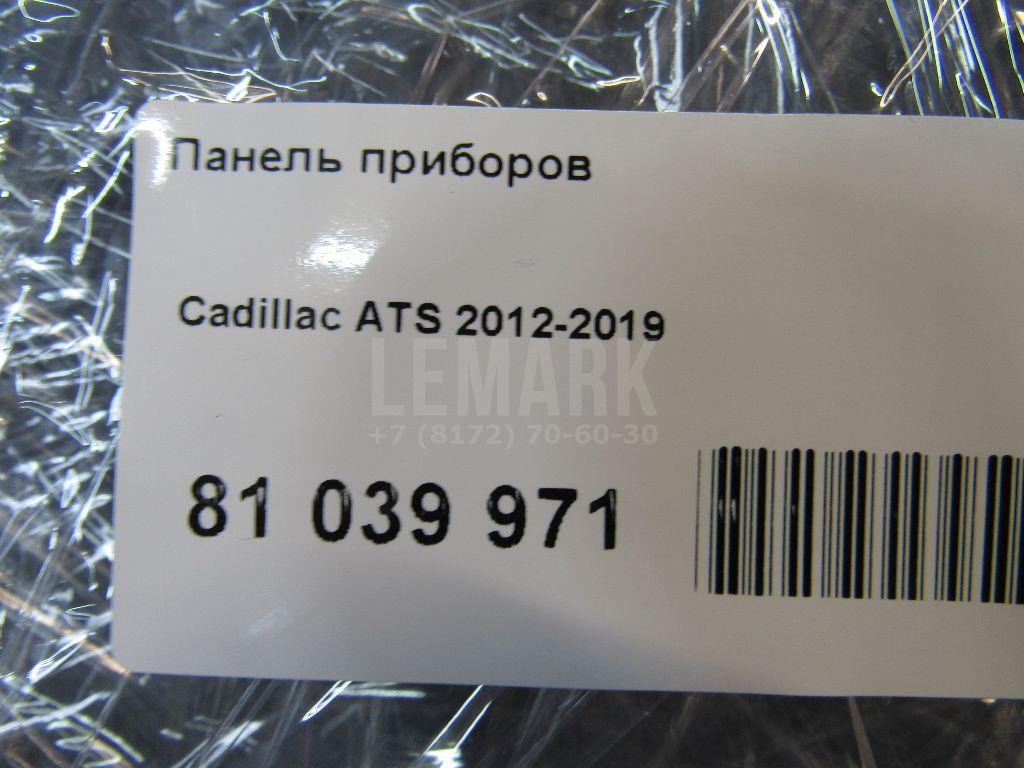 Панель приборов
Cadillac ATS 2012-2019
LEMARK
+7 (8172) 70-60-30
81 039 971